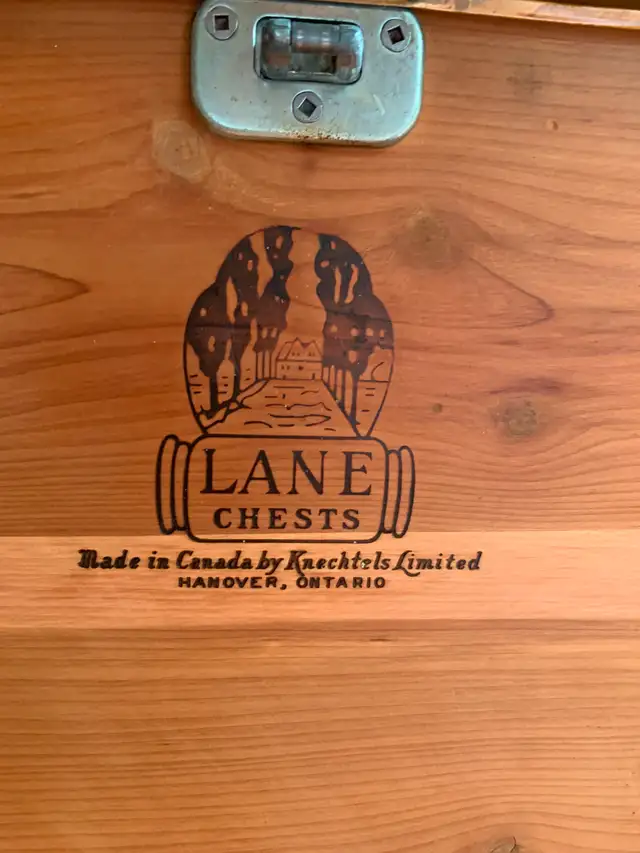 LANE
CHESTS
Made in Canada by Knechtels Limited
HANOVER, ONTARIO